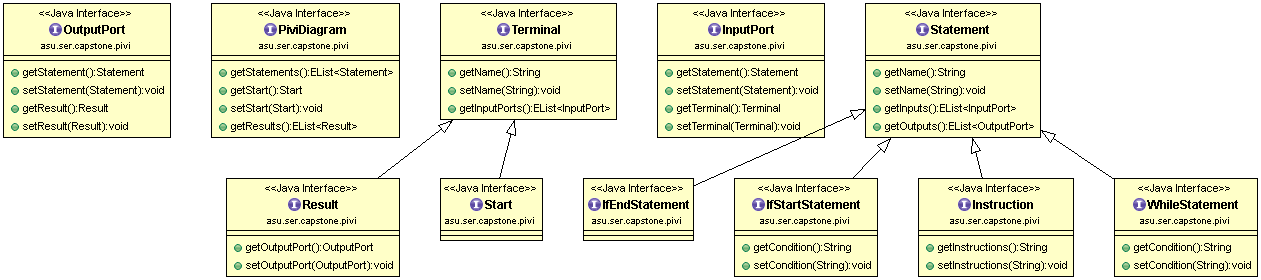 <<Java Interface>>
OutputPort
asu.ser.capstone.pivi
getStatement():Statement
setStatement(Statement):void
getResult():Result
setResult(Result):void
<<Java Interface>>
PiviDiagram
asu.ser.capstone.pivi
getStatements():EList<Statement>
getStart():Start
setStart(Start):void
getResults():EList<Result>
<<Java Interface>>
Terminal
asu.ser.capstone.pivi
getName():String
setName(String):void
getInputPorts():EList<InputPort>
<<Java Interface>>
InputPort
asu.ser.capstone.pivi
getStatement():Statement
setStatement(Statement):void
getTerminal():Terminal
setTerminal(Terminal):void
<<Java Interface>>
Statement
asu.ser.capstone.pivi
getName():String
setName(String):void
getInputs():EList<InputPort>
getOutputs():EList<OutputPort>
<<Java Interface>>
Result
asu.ser.capstone.pivi
getOutputPort():OutputPort
setOutputPort(OutputPort):void
<<Java Interface>>
Start
asu.ser.capstone.pivi
<<Java Interface>>
IfEndStatement
asu.ser.capstone.pivi
<<Java Interface>>
IfStartStatement
asu.ser.capstone.pivi
getCondition():String
setCondition(String):void
<<Java Interface>>
Instruction
asu.ser.capstone.pivi
getInstructions():String
setInstructions(String):void
<<Java Interface>>
WhileStatement
asu.ser.capstone.pivi
getCondition():String
setCondition(String):void